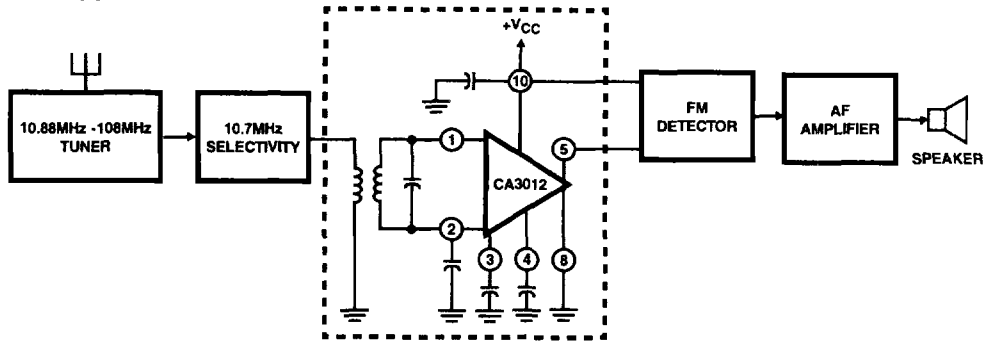 +VCC
10.88MHz -108MHz
TUNER
10.7MHz
SELECTIVITY
10
1
CA3012
5
2
3
4
8
FM
DETECTOR
AF
AMPLIFIER
SPEAKER